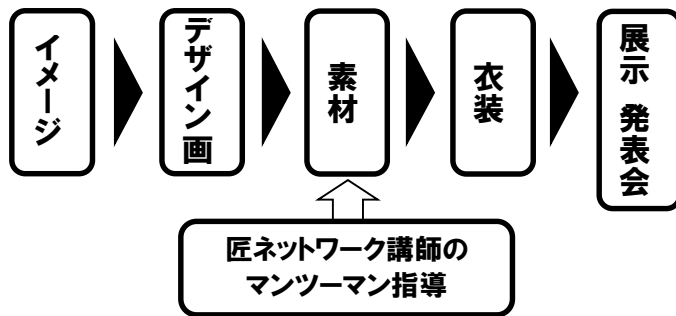 イメージ
デザイン画
素材
衣装
展示 発表会
匠ネットワーク講師の
マンツーマン指導